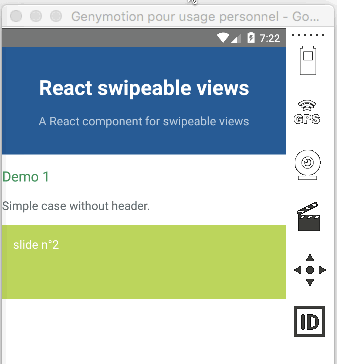 Genymotion pour usage personnel - Go...
7:22
React swipeable views
A React component for swipeable views
GPS
Demo 1
Simple case without header.
slide n°2
ID